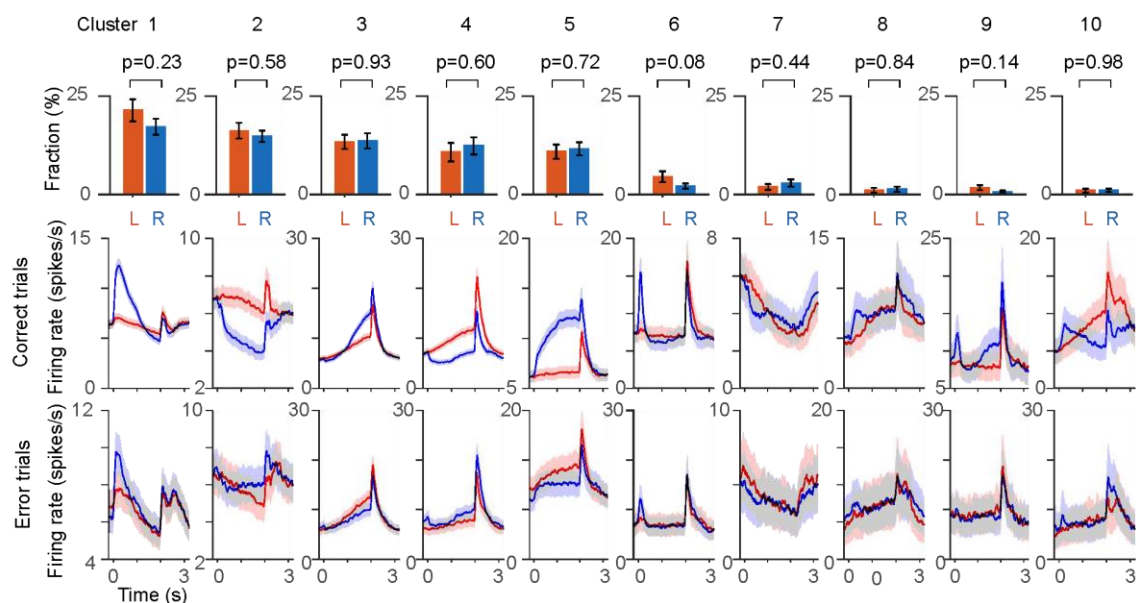 Cluster 1 2 3 4 5 6 7 8 9 10
p=0.23 p=0.58 p=0.93 p=0.60 p=0.72 p=0.08 p=0.44 p=0.84 p=0.14 p=0.98
Fraction (%)
25 25 25 25 25 25 25 25 25 25
0 0 0 0 0 0 0 0 0 0
L R L R L R L R L R L R L R L R L R L R
Correct trials
Firing rate (spikes/s)
15 10 30 30 20 20 8 15 25 20
0 2 0 0 5 0 0 0 5 0
Error trials
Firing rate (spikes/s)
12 10 30 30 20 30 10 20 30 30
4 2 0 0 0 0 0 0 0 0
0 3 0 3 0 3 0 3 0 3 0 3 0 3 0 0 3 0 3 0 3
Time (s)